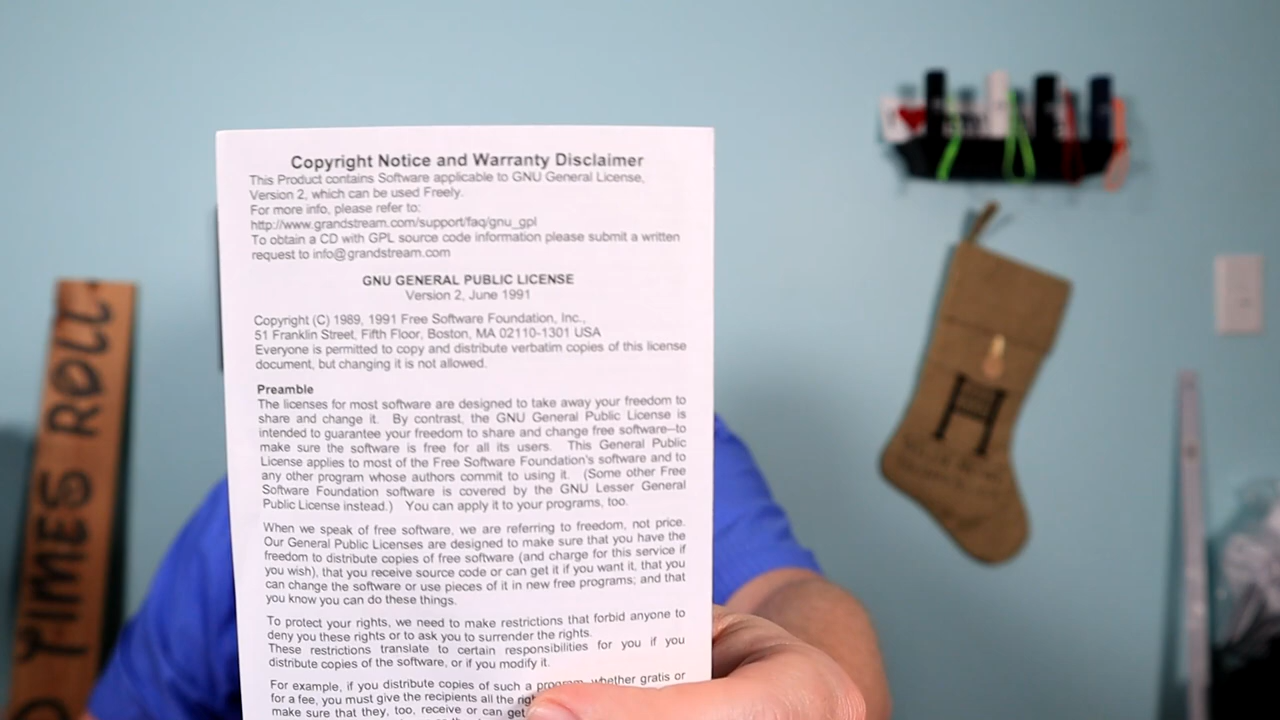 Copyright Notice and Warranty Disclaimer
This Product contains Software applicable to GNU General License,
Version 2, which can be used Freely.
For more info, please refer to:
http://www.grandstream.com/support/faq/gnu_gpl
To obtain a CD with GPL source code information please submit a written
request to info@grandstream.com
GNU GENERAL PUBLIC LICENSE
Version 2, June 1991
Copyright (C) 1989, 1991 Free Software Foundation, Inc.,
51 Franklin Street, Fifth Floor, Boston, MA 02110-1301 USA
Everyone is permitted to copy and distribute verbatim copies of this license
document, but changing it is not allowed.
Preamble
The licenses for most software are designed to take away your freedom to
share and change it. By contrast, the GNU General Public License is
intended to guarantee your freedom to share and change free software--to
make sure the software is free for all its users. This General Public
License applies to most of the Free Software Foundation's software and to
any other program whose authors commit to using it. (Some other Free
Software Foundation software is covered by the GNU Lesser General
Public License instead.) You can apply it to your programs, too.
When we speak of free software, we are referring to freedom, not price.
Our General Public Licenses are designed to make sure that you have the
freedom to distribute copies of free software (and charge for this service if
you wish), that you receive source code or can get it if you want it, that you
can change the software or use pieces of it in new free programs; and that
you know you can do these things.
To protect your rights, we need to make restrictions that forbid anyone to
deny you these rights or to ask you to surrender the rights.
These restrictions translate to certain responsibilities for you if you
distribute copies of the software, or if you modify it.
For example, if you distribute copies of such a program, whether gratis or
for a fee, you must give the recipients all the
make sure that they, too, receive or can get
TIMES ROLL